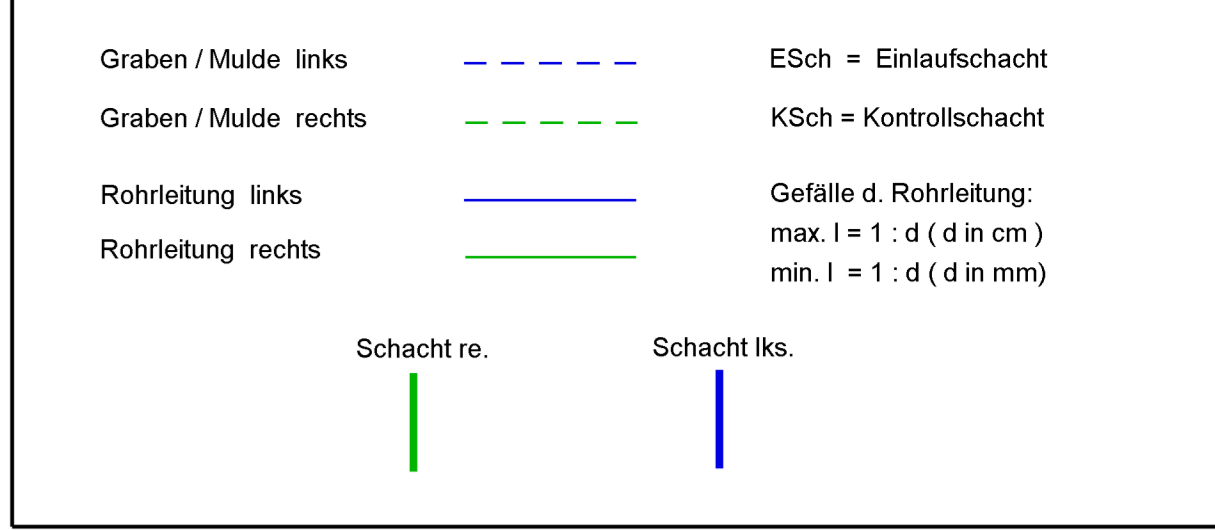 Graben / Mulde links
Graben / Mulde rechts
Rohrleitung links
Rohrleitung rechts
ESch = Einlaufschacht
KSch = Kontrollschacht
Gefälle d. Rohrleitung:
max. I = 1 : d ( d in cm )
min. I = 1 : d ( d in mm)
Schacht re.
Schacht lks.